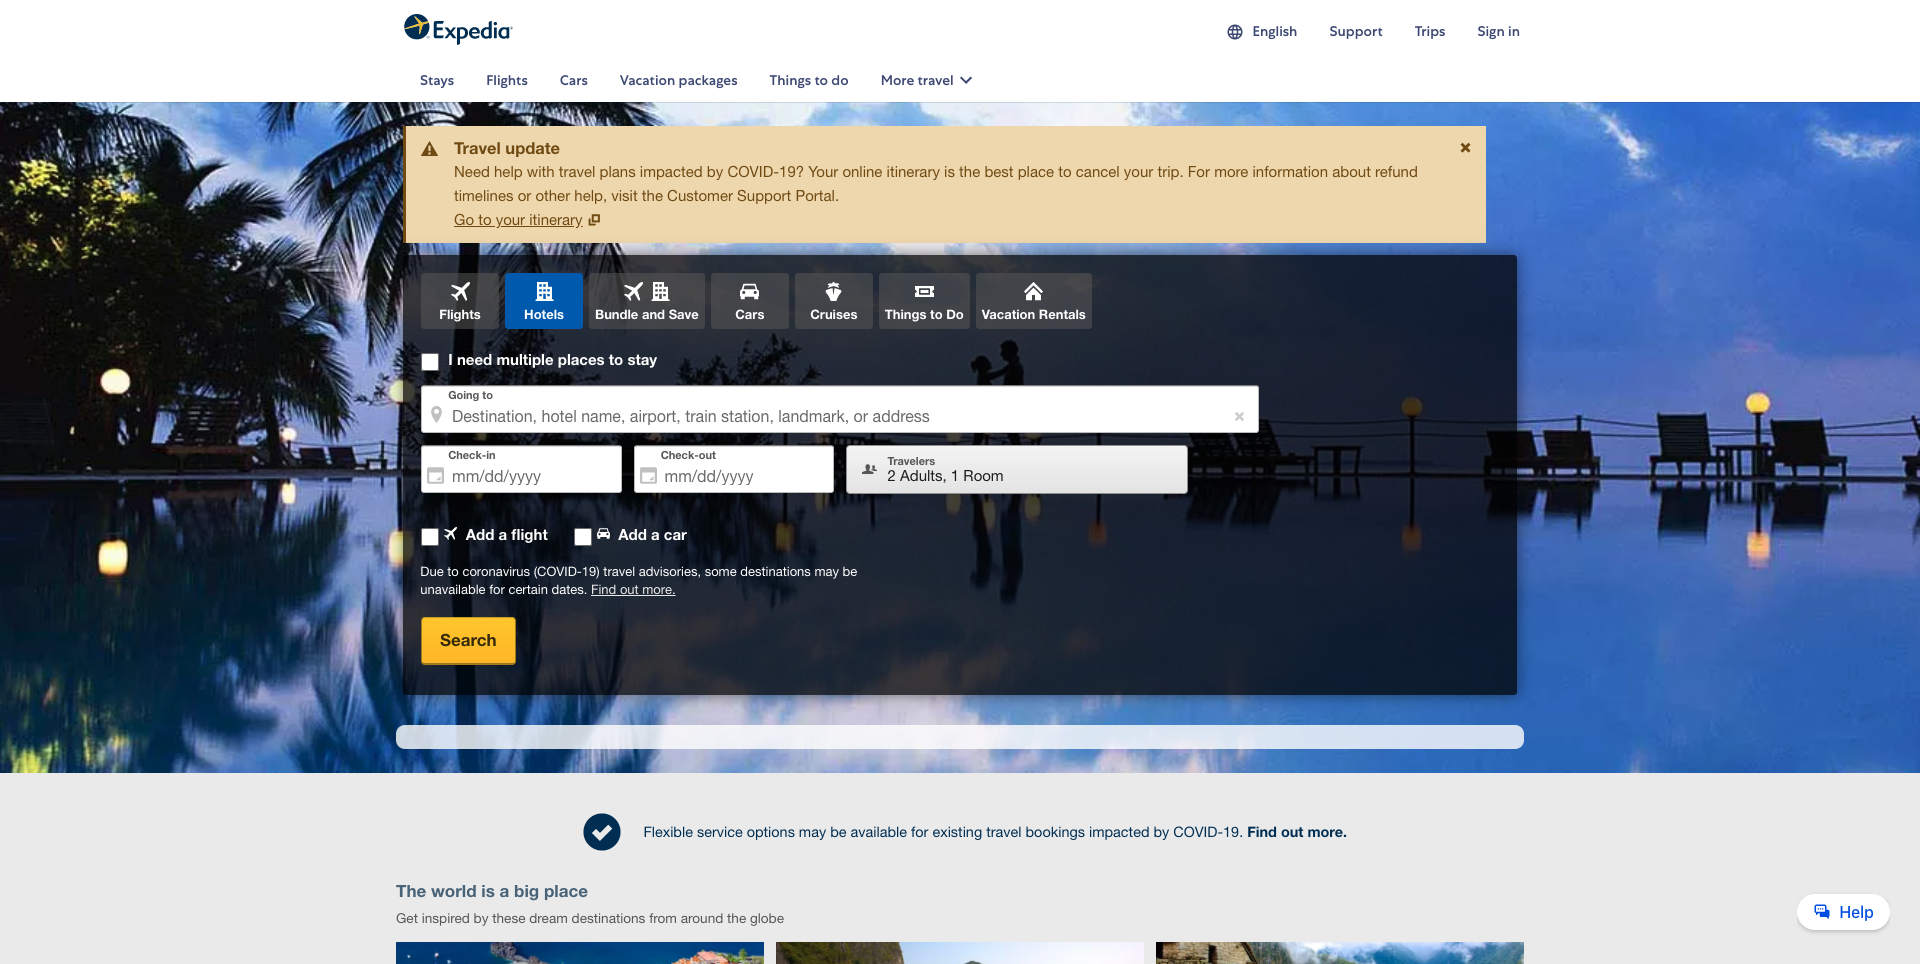 Expedia
English
Support
Trips
Sign in
Stays
Flights
Cars
Vacation packages
Things to do
More travel
Travel update
Need help with travel plans impacted by COVID-19? Your online itinerary is the best place to cancel your trip. For more information about refund
timelines or other help, visit the Customer Support Portal.
Go to your itinerary
Flights
Hotels
Bundle and Save
Cars
Cruises
Things to Do
Vacation Rentals
I need multiple places to stay
Going to
Destination, hotel name, airport, train station, landmark, or address
Check-in
mm/dd/yyyy
Check-out
mm/dd/yyyy
Travelers
2 Adults, 1 Room
Add a flight
Add a car
Due to coronavirus (COVID-19) travel advisories, some destinations may be
unavailable for certain dates. Find out more.
Search
Flexible service options may be available for existing travel bookings impacted by COVID-19. Find out more.
The world is a big place
Get inspired by these dream destinations from around the globe
Help